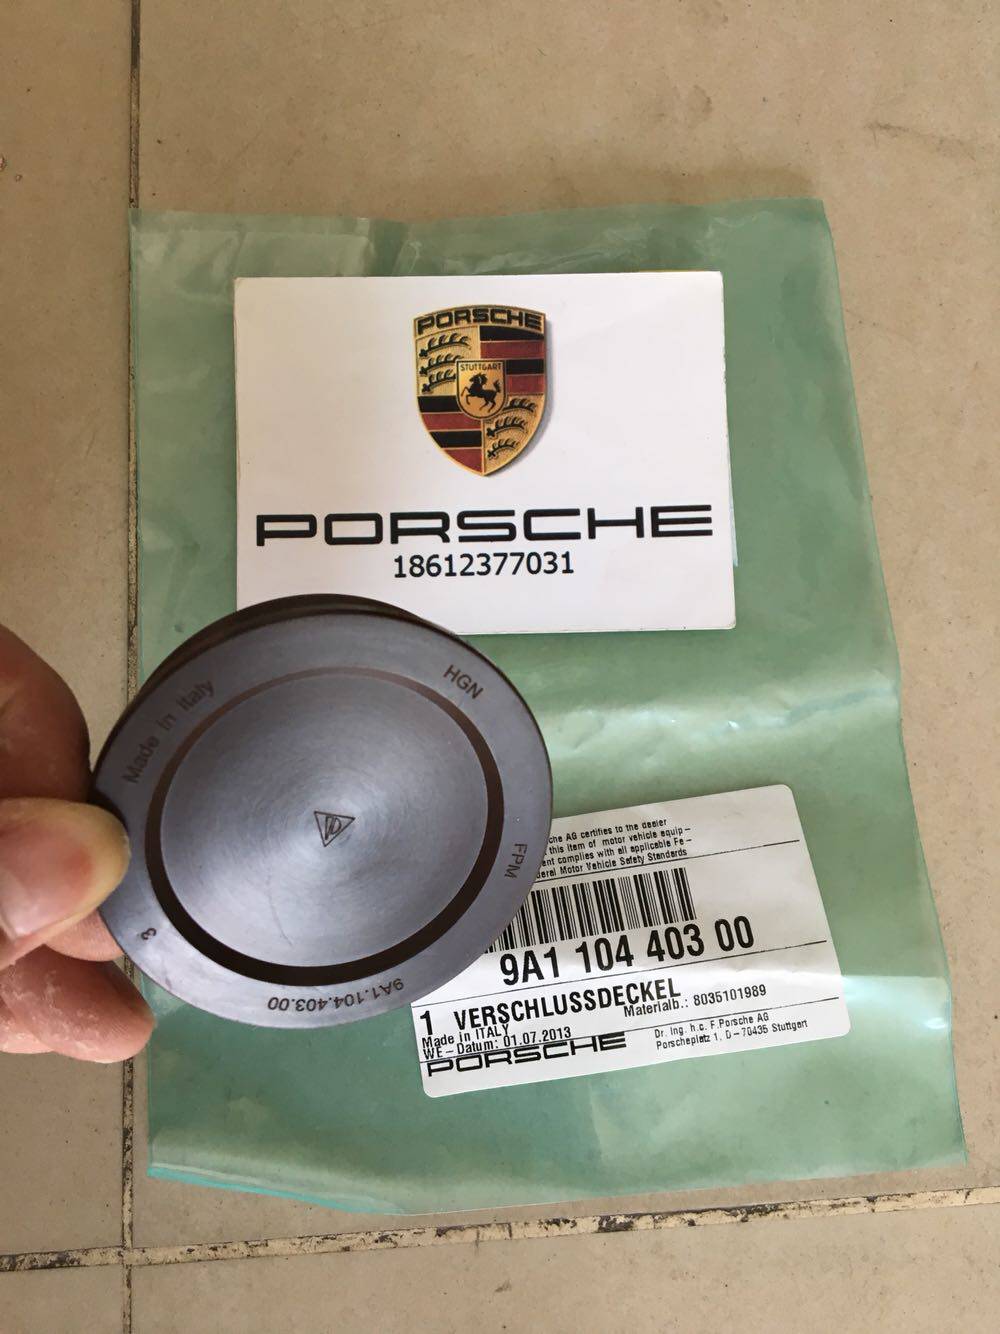 PORSCHE
STUTTGART
PORSCHE
18612377031
Made in Italy
HGN
FPM
3
9A1.104.403.00
che AG certifies to the dealer
this item of motor vehicle equip-
ent complies with all applicable Fe-
deral Motor Vehicle Safety Standards
9A1 104 403 00
1 VERSCHLUSSDECKEL
Made in ITALY Materialb.: 8035101989
WE-Datum: 01.07.2013
PORSCHE
Dr. Ing. h.c. F.Porsche AG
Porscheplatz 1, D-70435 Stuttgart